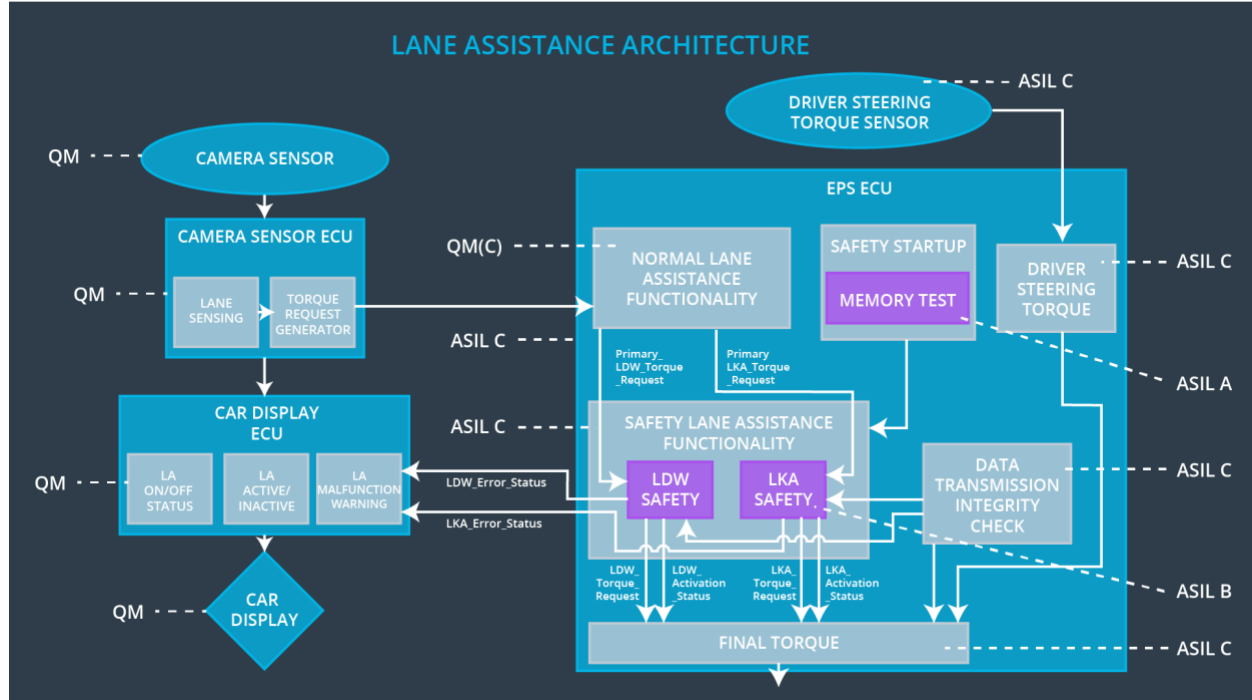 LANE ASSISTANCE ARCHITECTURE
ASIL C
DRIVER STEERING
TORQUE SENSOR
QM
CAMERA SENSOR
EPS ECU
CAMERA SENSOR ECU
QM
LANE
SENSING
TORQUE
REQUEST
GENERATOR
QM(C)
NORMAL LANE
ASSISTANCE
FUNCTIONALITY
SAFETY STARTUP
MEMORY TEST
DRIVER
STEERING
TORQUE
ASIL C
ASIL C
Primary_
LDW_Torque
_Request
Primary
LKA_Torque
_Request
ASIL A
CAR DISPLAY
ECU
QM
LA
ON/OFF
STATUS
LA
ACTIVE/
INACTIVE
LA
MALFUNCTION
WARNING
ASIL C
SAFETY LANE ASSISTANCE
FUNCTIONALITY
LDW
SAFETY
LKA
SAFETY
DATA
TRANSMISSION
INTEGRITY
CHECK
ASIL C
LDW_Error_Status
LKA_Error_Status
LDW_
Torque_
Request
LDW_
Activation
_Status
LKA_
Torque_
Request
LKA_
Activation
_Status
ASIL B
QM
CAR
DISPLAY
FINAL TORQUE
ASIL C